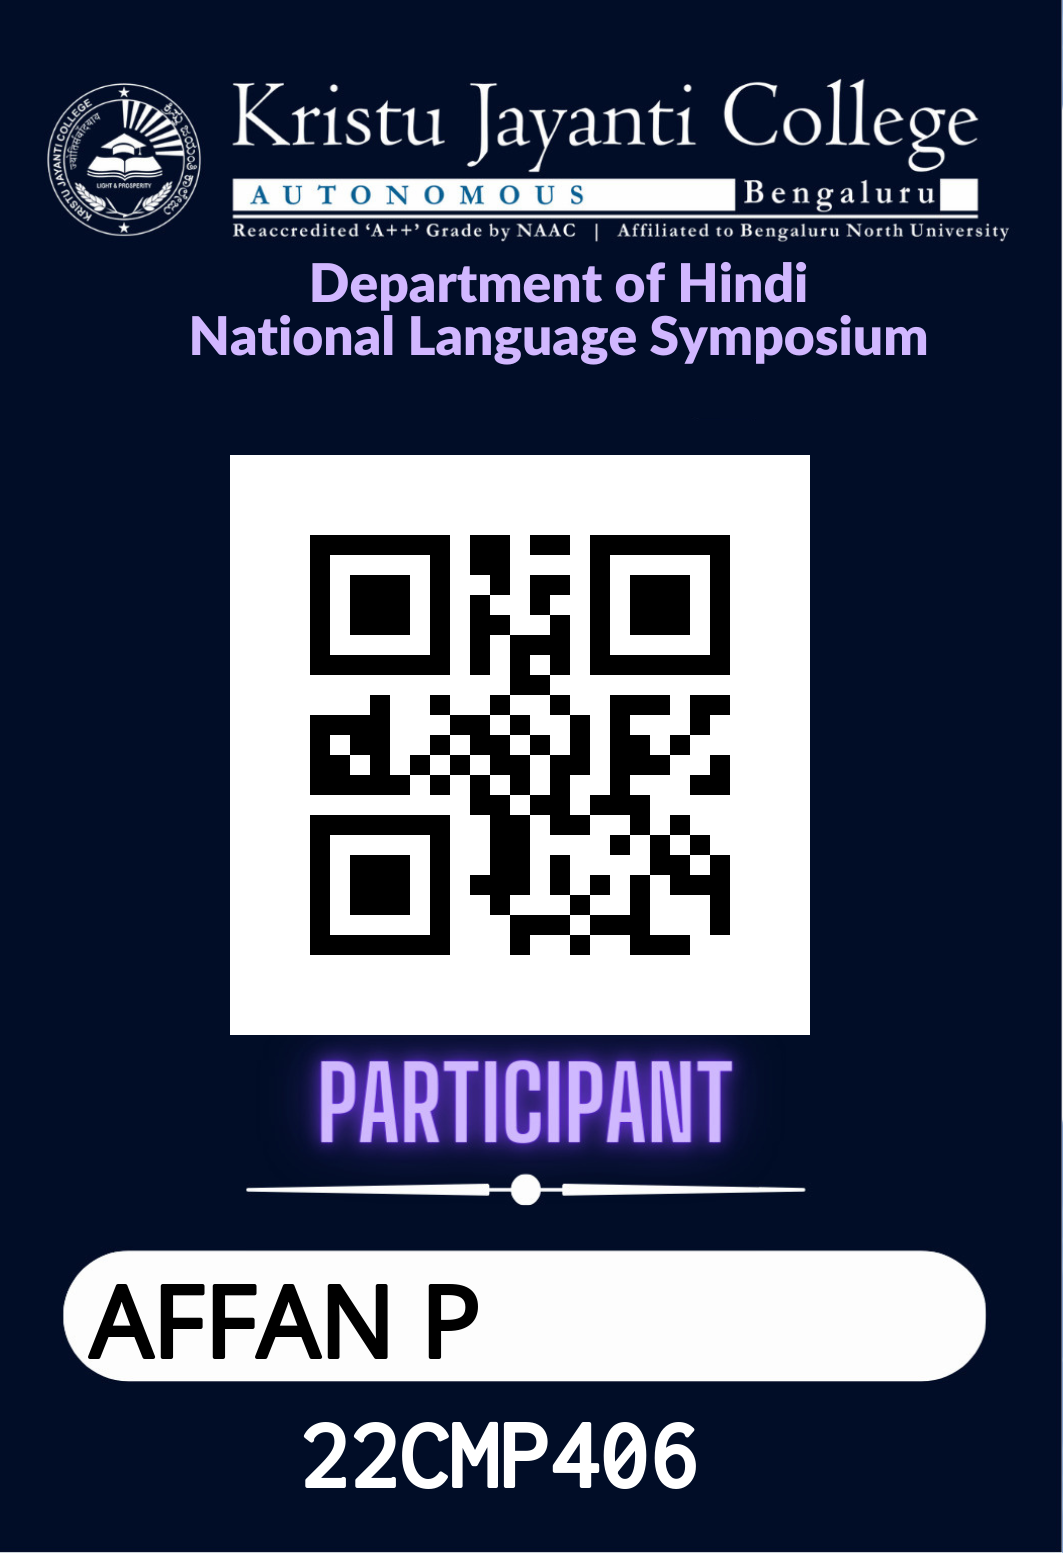 Kristu Jayanti College
AUTONOMOUS Bengaluru
Reaccredited ‘A++’ Grade by NAAC | Affiliated to Bengaluru North University
KRISTU JAYANTI COLLEGE
LIGHT & PROSPERITY
Department of Hindi
National Language Symposium
PARTICIPANT
AFFAN P
22CMP406